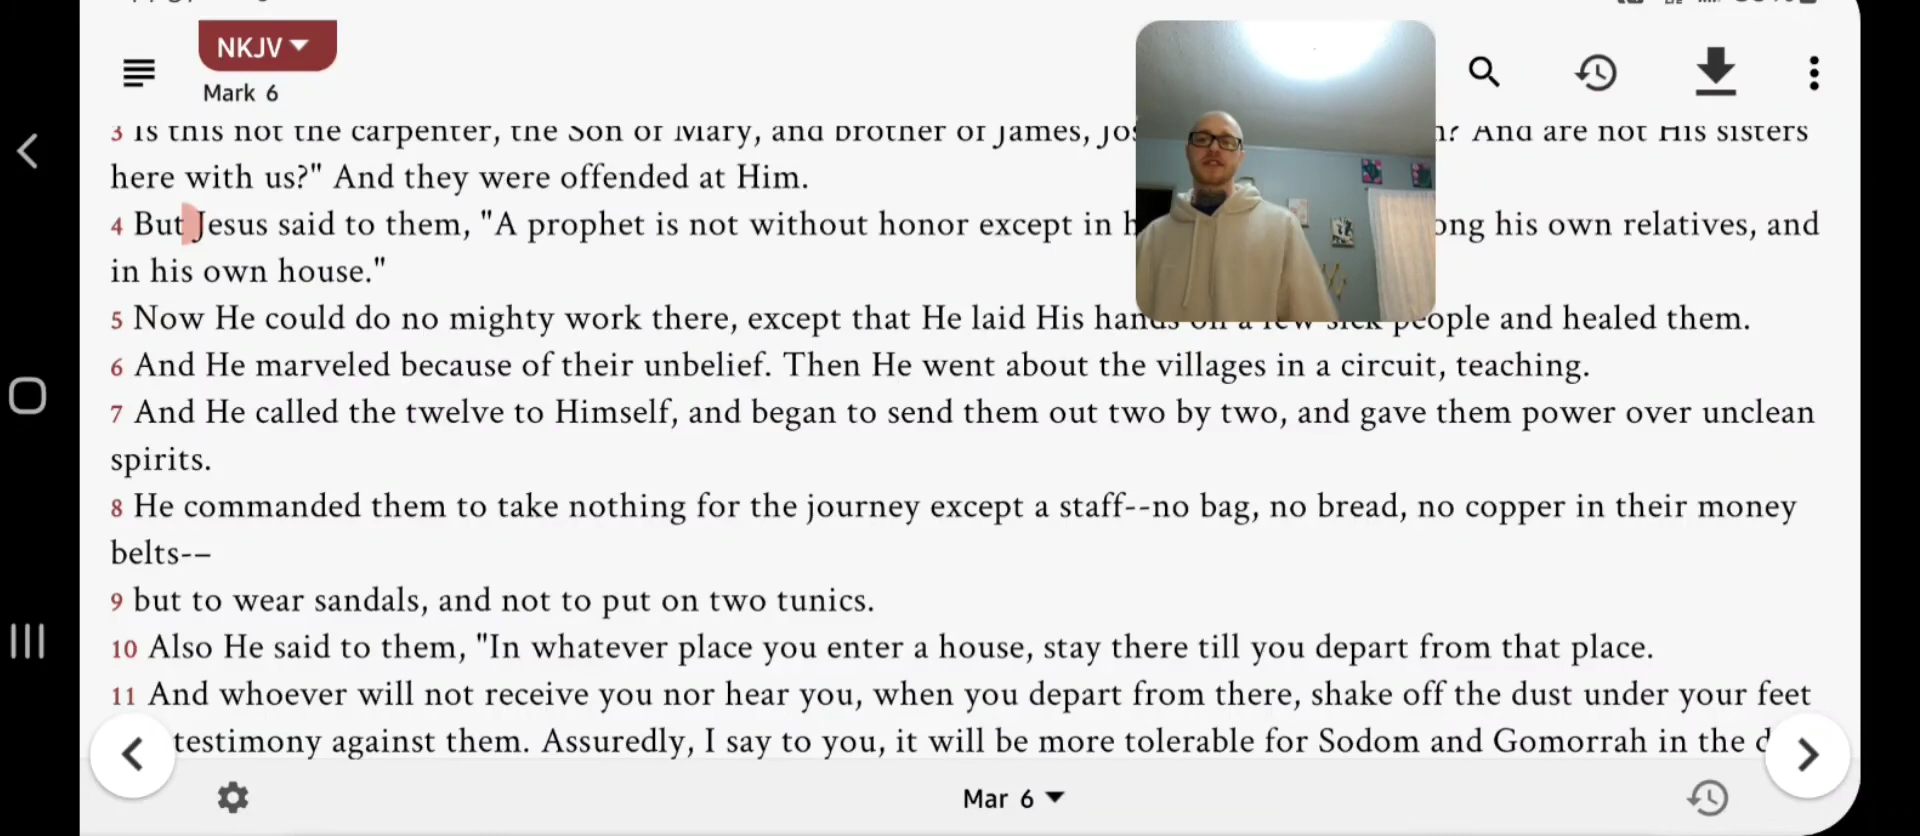 NKJV
Mark 6
3 Is this not the carpenter, the Son of Mary, and brother of James, And are not His sisters
here with us?" And they were offended at Him.
4 But Jesus said to them, "A prophet is not without honor except in his own relatives, and
in his own house."
5 Now He could do no mighty work there, except that He laid His hands on a few sick people and healed them.
6 And He marveled because of their unbelief. Then He went about the villages in a circuit, teaching.
7 And He called the twelve to Himself, and began to send them out two by two, and gave them power over unclean
spirits.
8 He commanded them to take nothing for the journey except a staff--no bag, no bread, no copper in their money
belts--
9 but to wear sandals, and not to put on two tunics.
10 Also He said to them, "In whatever place you enter a house, stay there till you depart from that place.
11 And whoever will not receive you nor hear you, when you depart from there, shake off the dust under your feet
testimony against them. Assuredly, I say to you, it will be more tolerable for Sodom and Gomorrah in the
Mar 6